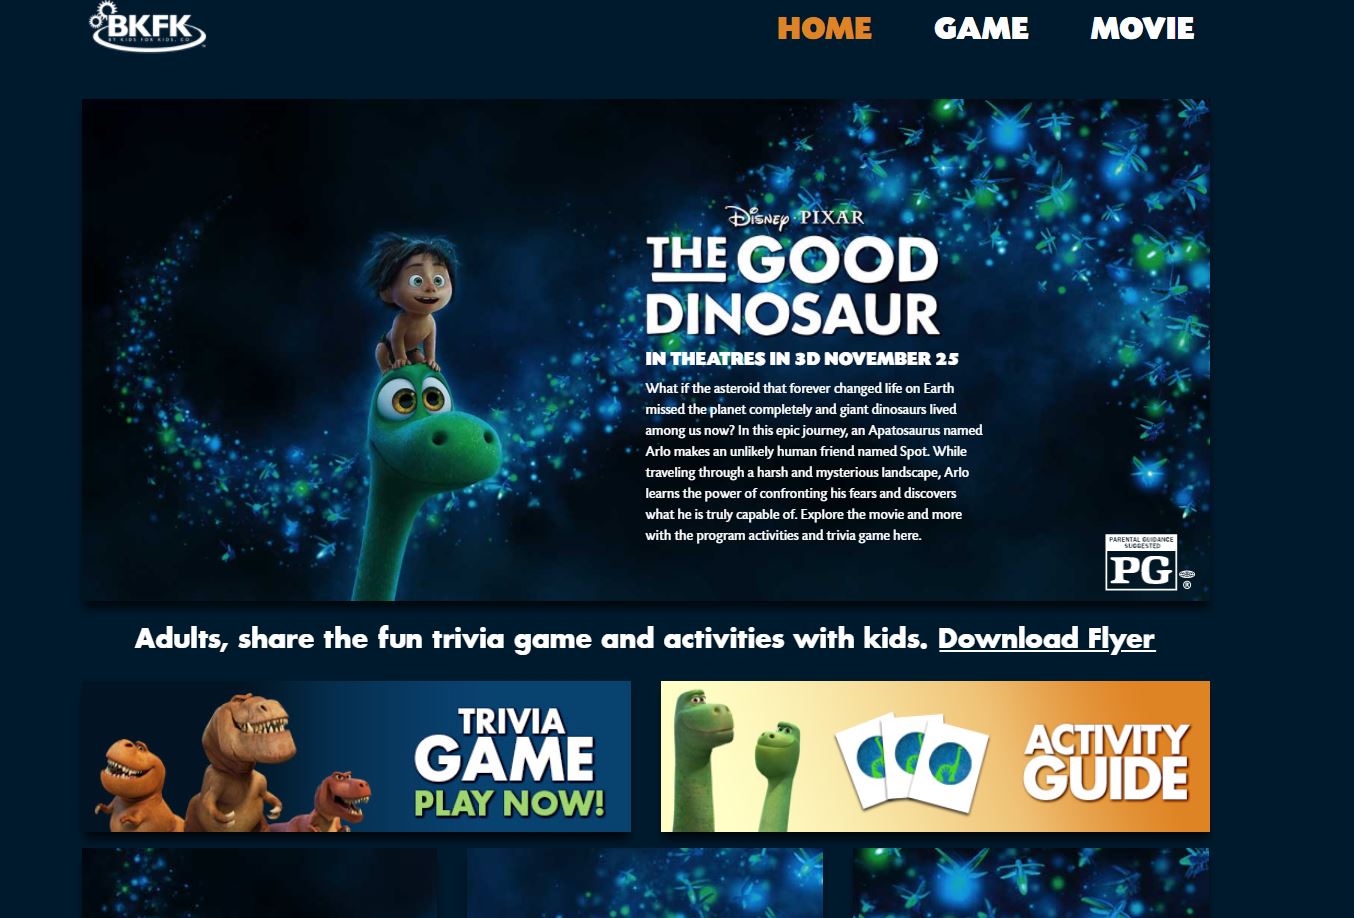 BKFK
BY KIDS FOR KIDS, CO
HOME
GAME
MOVIE
Disney · PIXAR
THE GOOD
DINOSAUR
IN THEATRES IN 3D NOVEMBER 25
What if the asteroid that forever changed life on Earth
missed the planet completely and giant dinosaurs lived
among us now? In this epic journey, an Apatosaurus named
Arlo makes an unlikely human friend named Spot. While
traveling through a harsh and mysterious landscape, Arlo
learns the power of confronting his fears and discovers
what he is truly capable of. Explore the movie and more
with the program activities and trivia game here.
PARENTAL GUIDANCE
SUGGESTED
PG
®
Adults, share the fun trivia game and activities with kids. Download Flyer
TRIVIA
GAME
PLAY NOW!
ACTIVITY
GUIDE